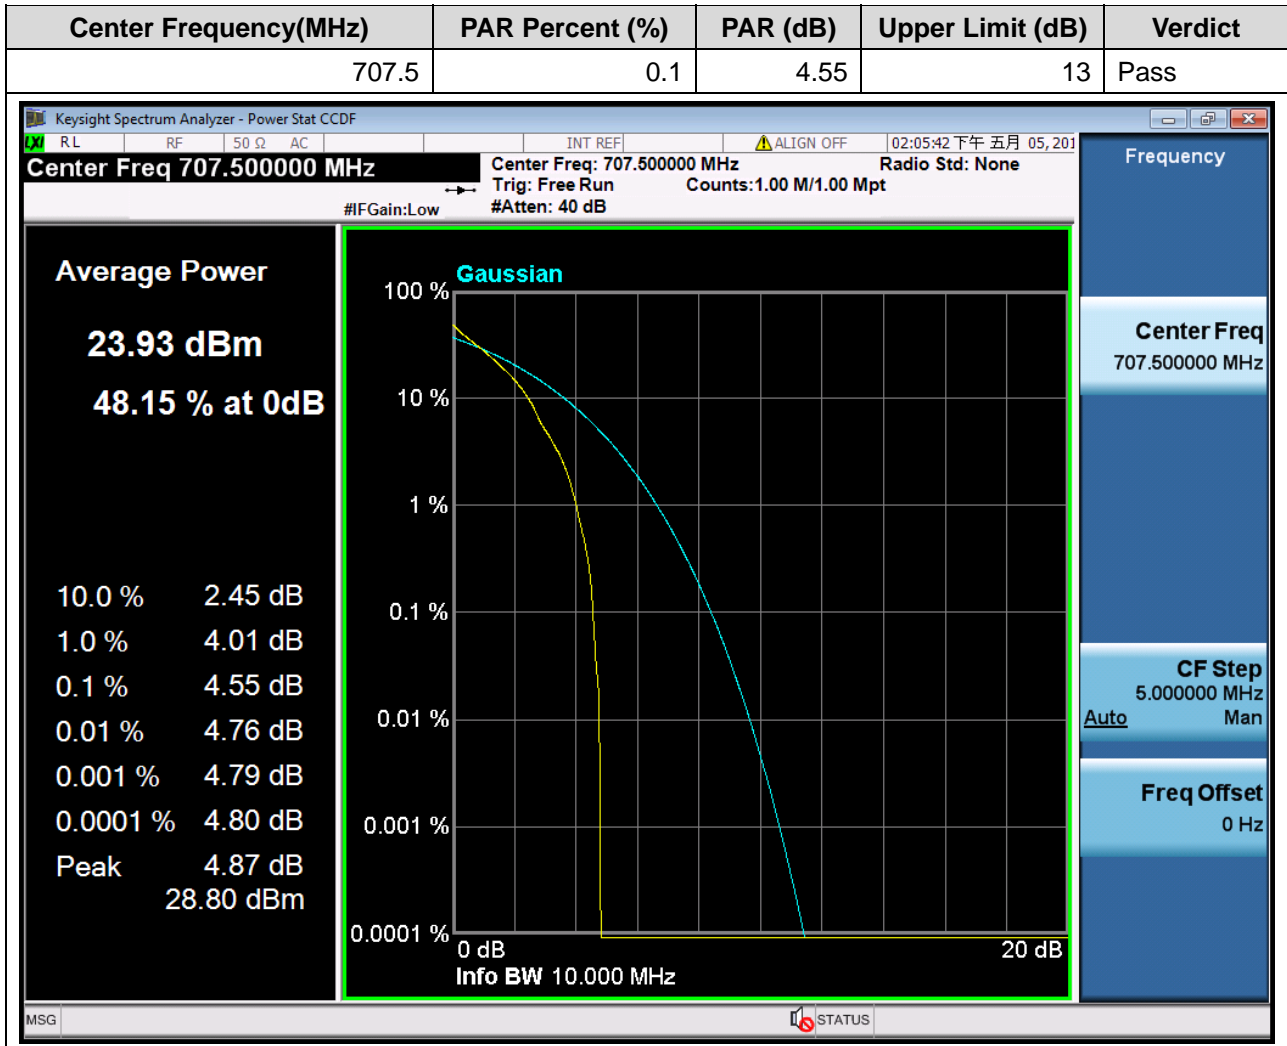 Center Frequency(MHz) PAR Percent (%) PAR (dB) Upper Limit (dB) Verdict
707.5 0.1 4.55 13 Pass
Keysight Spectrum Analyzer - Power Stat CCDF
LXI RL RF 50 Ω AC INT REF ALIGN OFF 02:05:42 下午 五月 05, 201
Center Freq 707.500000 MHz
Center Freq: 707.500000 MHz Radio Std: None
Trig: Free Run Counts:1.00 M/1.00 Mpt
#IFGain:Low #Atten: 40 dB
Average Power
23.93 dBm
48.15 % at 0dB
10.0 % 2.45 dB
1.0 % 4.01 dB
0.1 % 4.55 dB
0.01 % 4.76 dB
0.001 % 4.79 dB
0.0001 % 4.80 dB
Peak 4.87 dB
28.80 dBm
Gaussian
100 %
10 %
1 %
0.1 %
0.01 %
0.001 %
0.0001 %
0 dB 20 dB
Info BW 10.000 MHz
Frequency
Center Freq
707.500000 MHz
CF Step
5.000000 MHz
Auto Man
Freq Offset
0 Hz
MSG STATUS